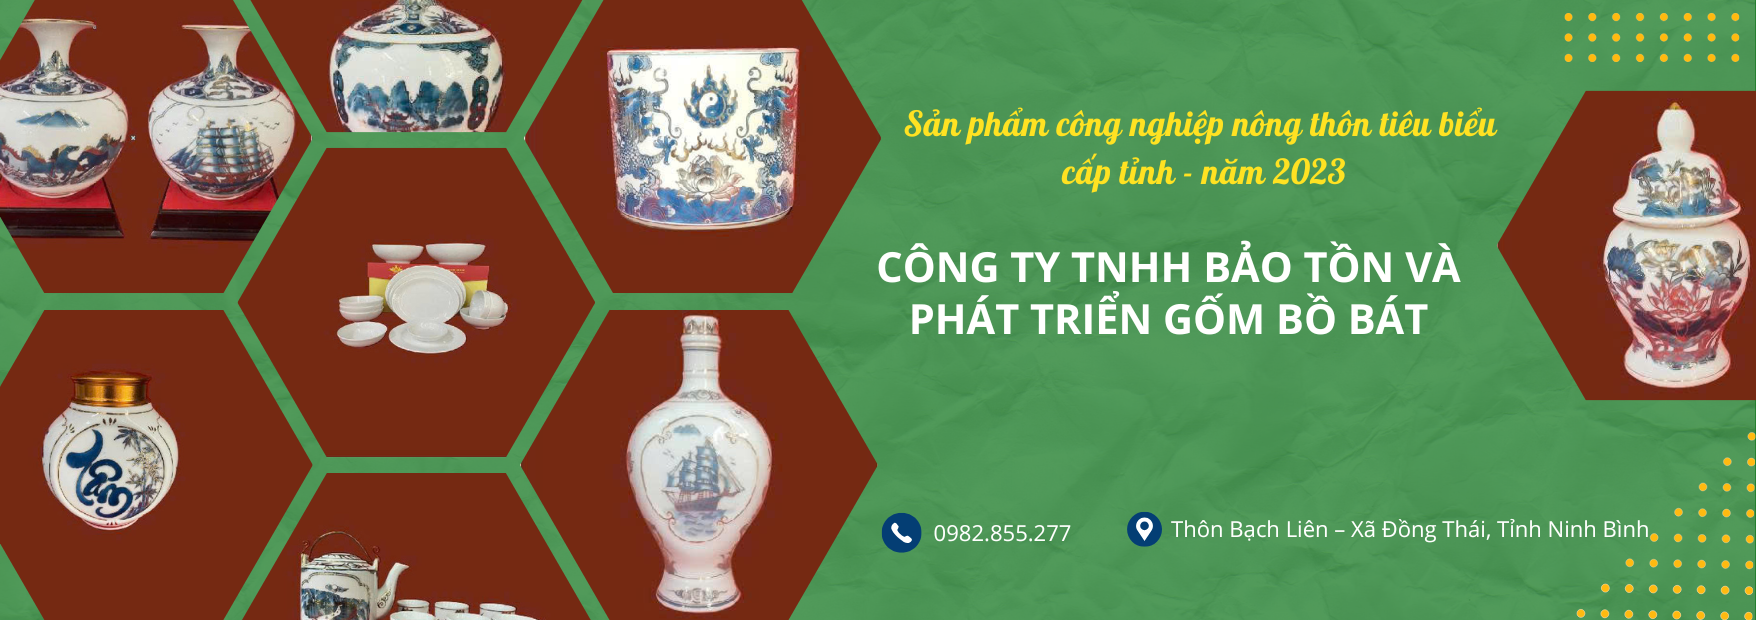 Sản phẩm công nghiệp nông thôn tiêu biểu
cấp tỉnh - năm 2023
CÔNG TY TNHH BẢO TỒN VÀ
PHÁT TRIỂN GỐM BỒ BÁT
Tâm
0982.855.277
Thôn Bạch Liên – Xã Đồng Thái, Tỉnh Ninh Bình